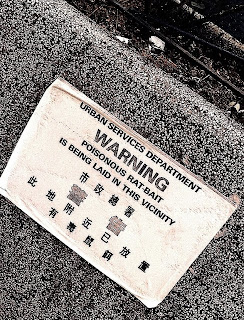 URBAN SERVICES DEPARTMENT
WARNING
POISONOUS RAT-BAIT
IS BEING LAID IN THIS VICINITY
市政總署
此地附近已放置
有毒鼠餌